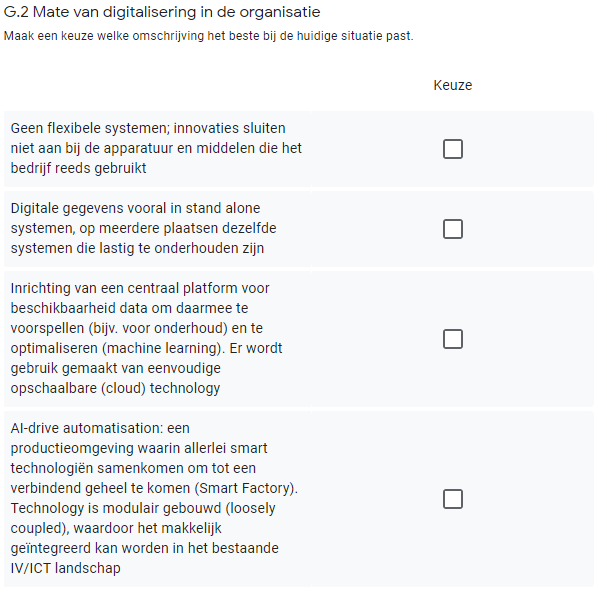 G.2 Mate van digitalisering in de organisatie
Maak een keuze welke omschrijving het beste bij de huidige situatie past.
Keuze
Geen flexibele systemen; innovaties sluiten
niet aan bij de apparatuur en middelen die het
bedrijf reeds gebruikt
Digitale gegevens vooral in stand alone
systemen, op meerdere plaatsen dezelfde
systemen die lastig te onderhouden zijn
Inrichting van een centraal platform voor
beschikbaarheid data om daarmee te
voorspellen (bijv. voor onderhoud) en te
optimaliseren (machine learning). Er wordt
gebruik gemaakt van eenvoudige
opschaalbare (cloud) technology
AI-drive automatisation: een
productieomgeving waarin allerlei smart
technologiën samenkomen om tot een
verbindend geheel te komen (Smart Factory).
Technology is modulair gebouwd (loosely
coupled), waardoor het makkelijk
geïntegreerd kan worden in het bestaande
IV/ICT landschap